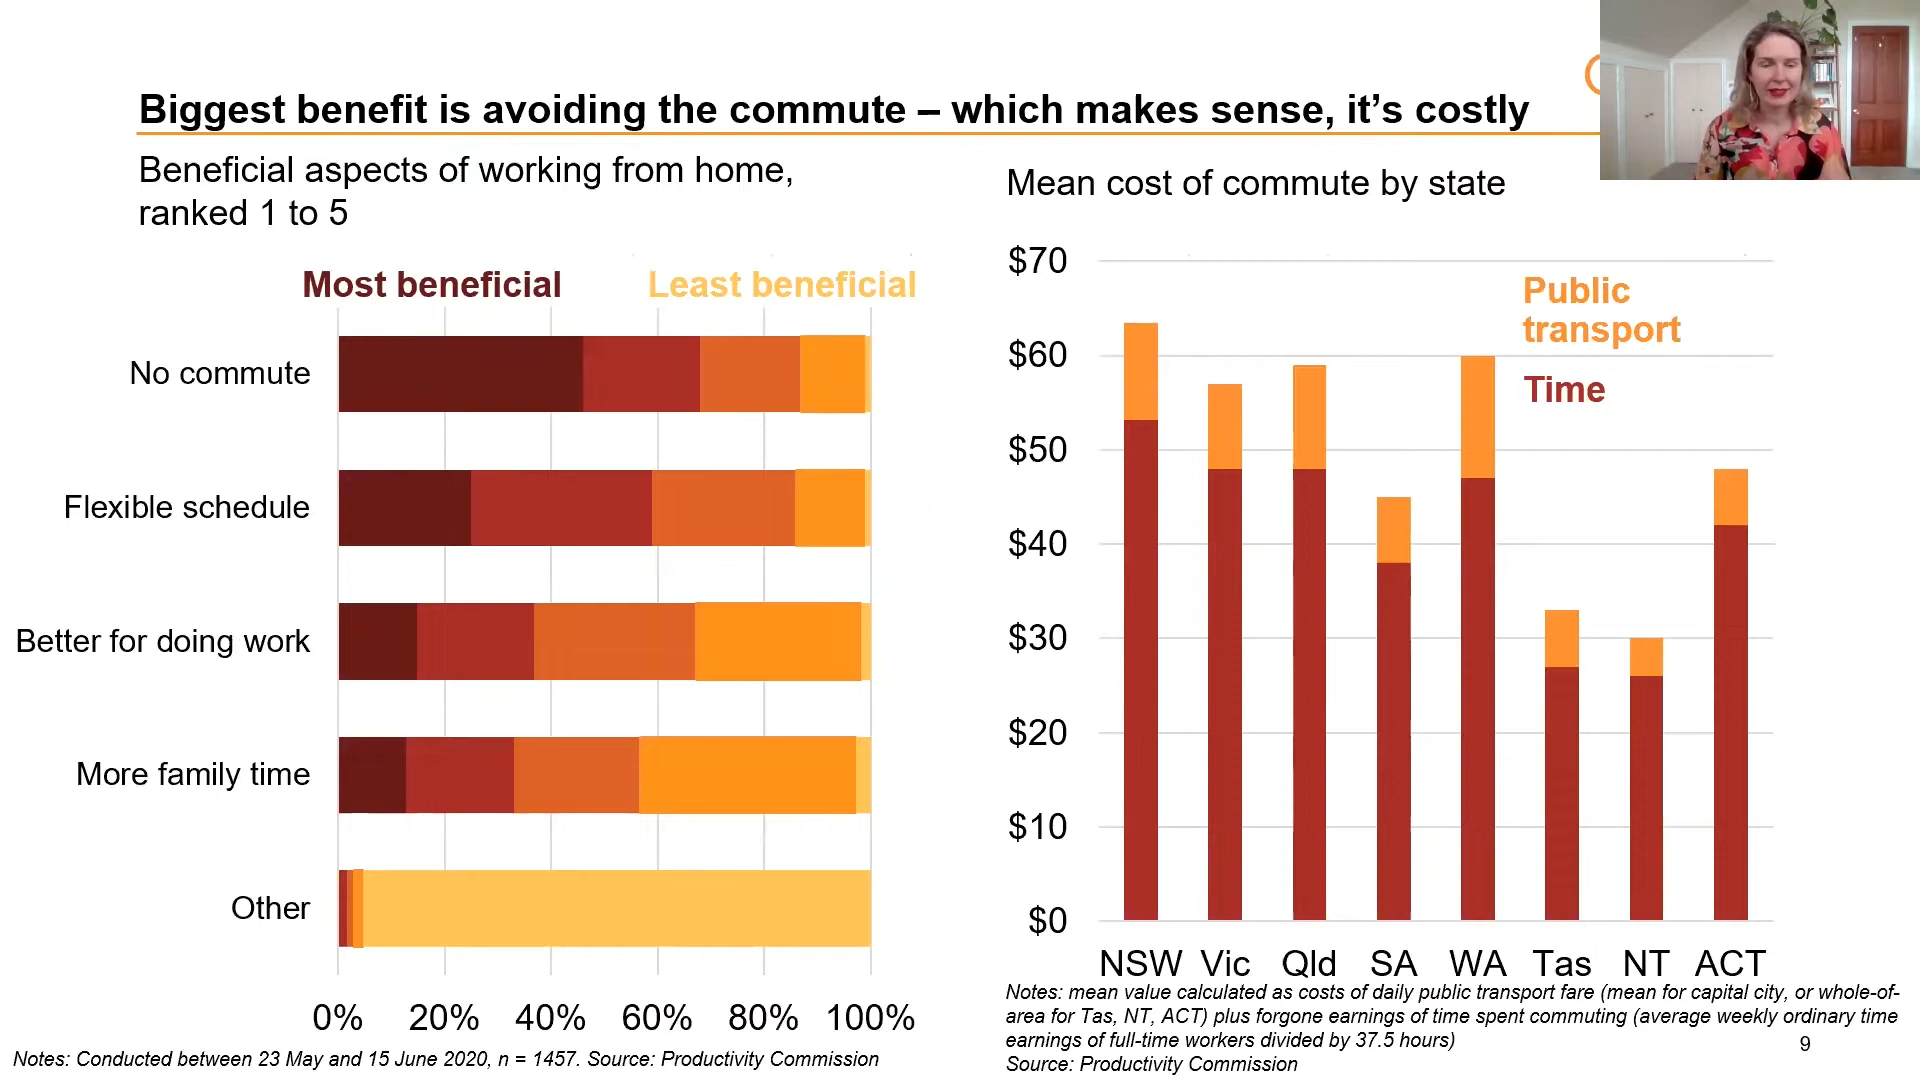 Biggest benefit is avoiding the commute – which makes sense, it’s costly
Beneficial aspects of working from home,
ranked 1 to 5
Most beneficial
Least beneficial
No commute
Flexible schedule
Better for doing work
More family time
Other
0%
20%
40%
60%
80%
100%
Notes: Conducted between 23 May and 15 June 2020, n = 1457. Source: Productivity Commission
Mean cost of commute by state
$70
$60
$50
$40
$30
$20
$10
$0
Public
transport
Time
NSW
Vic
Qld
SA
WA
Tas
NT
ACT
Notes: mean value calculated as costs of daily public transport fare (mean for capital city, or whole-of-
area for Tas, NT, ACT) plus forgone earnings of time spent commuting (average weekly ordinary time
earnings of full-time workers divided by 37.5 hours)
Source: Productivity Commission
9